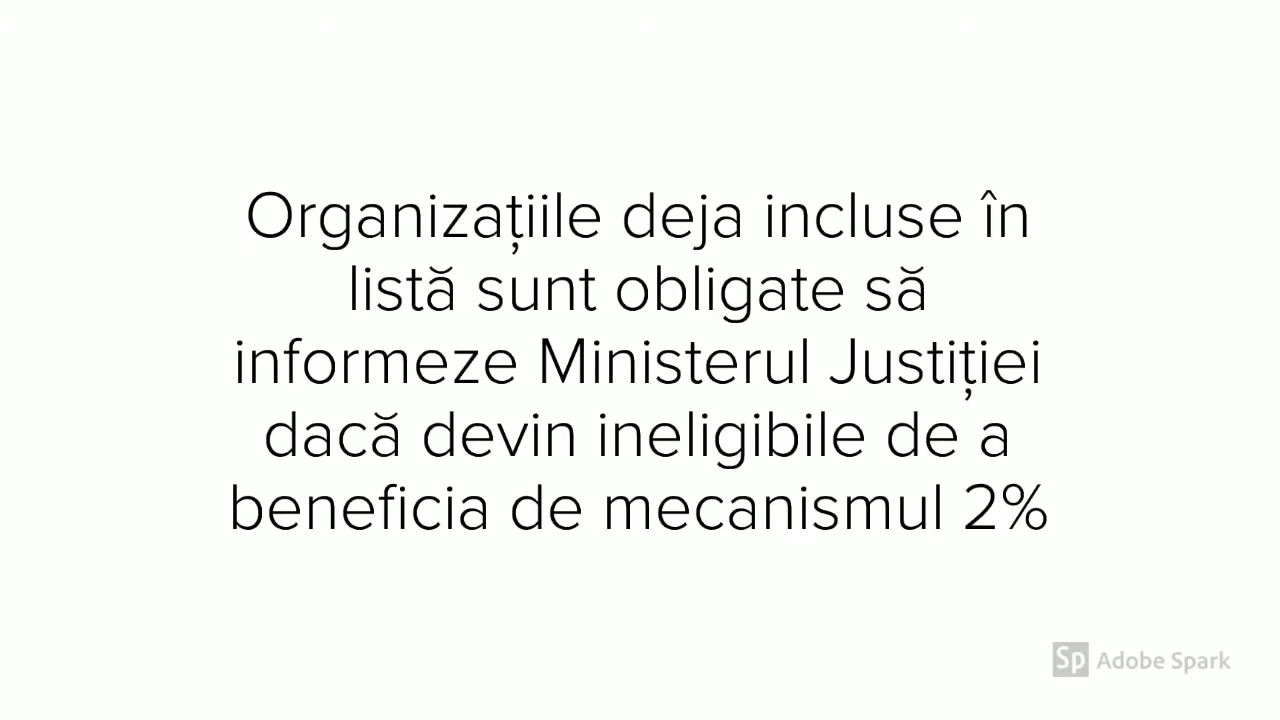 Organizațiile deja incluse în
listă sunt obligate să
informeze Ministerul Justiției
dacă devin ineligibile de a
beneficia de mecanismul 2%
Sp Adobe Spark